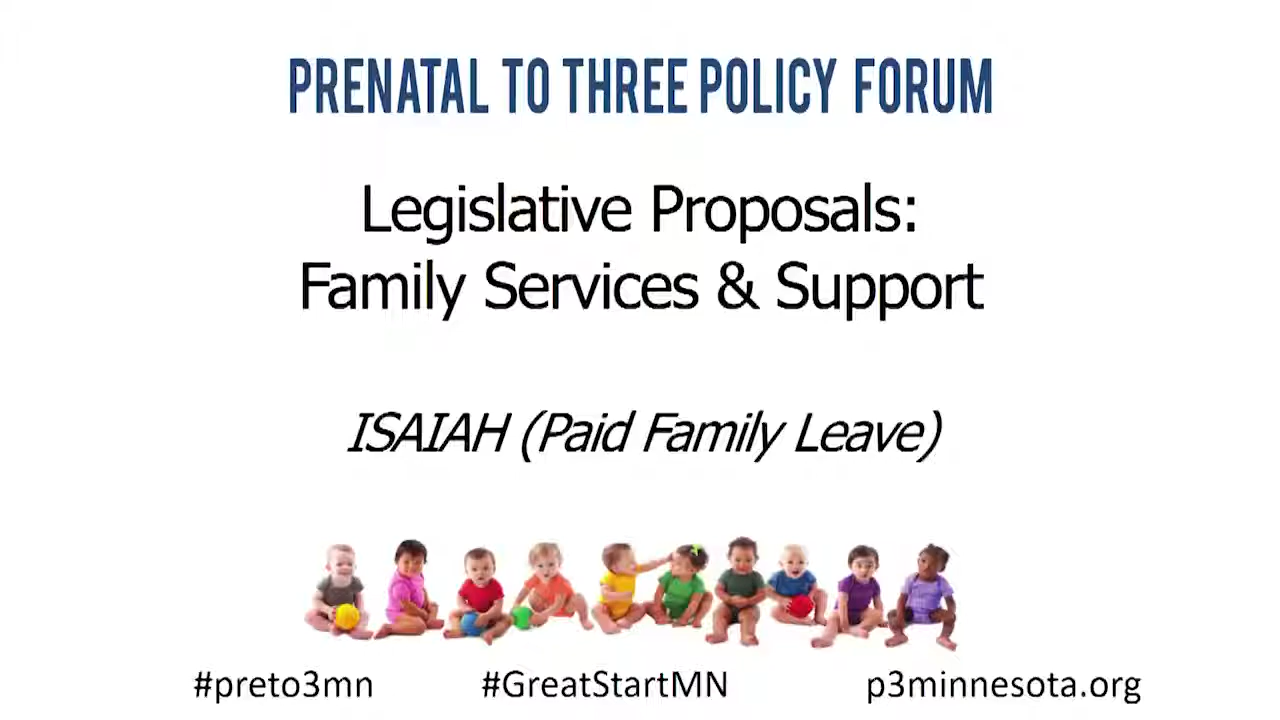 PRENATAL TO THREE POLICY FORUM
Legislative Proposals:
Family Services & Support
ISAIAH (Paid Family Leave)
#preto3mn #GreatStartMN p3minnesota.org